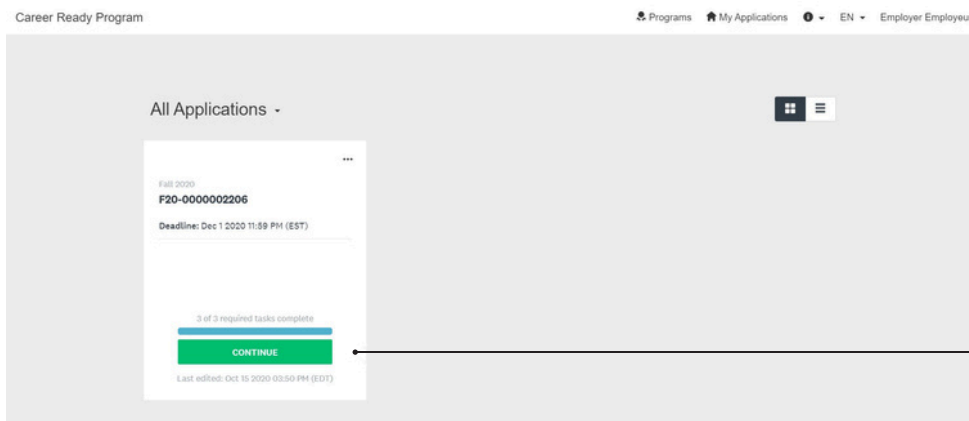 Career Ready Program
Programs My Applications EN Employer Employeu
All Applications
Fall 2020
F20-0000002206
Deadline: Dec 1 2020 11:59 PM (EST)
3 of 3 required tasks complete
CONTINUE
Last edited: Oct 15 2020 03:50 PM (EDT)